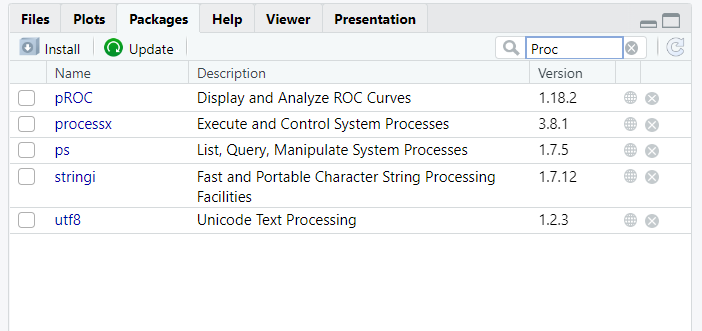 Files Plots Packages Help Viewer Presentation
Install Update Proc
Name Description Version
pROC Display and Analyze ROC Curves 1.18.2
processx Execute and Control System Processes 3.8.1
ps List, Query, Manipulate System Processes 1.7.5
stringi Fast and Portable Character String Processing 1.7.12
Facilities
utf8 Unicode Text Processing 1.2.3